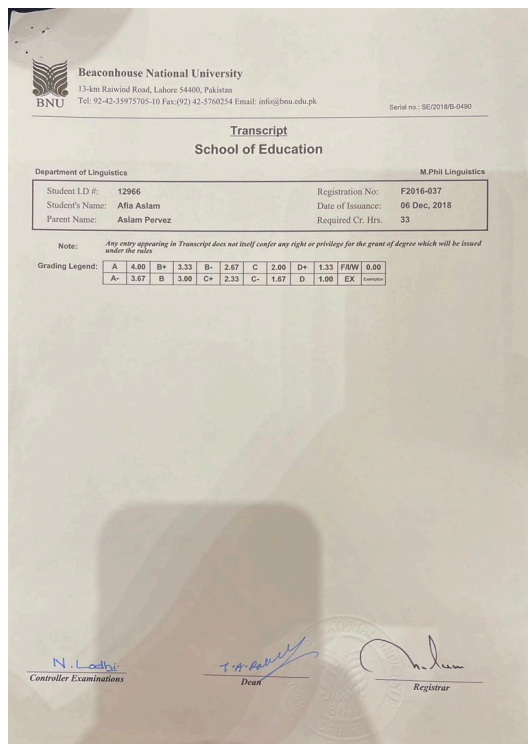 BNU
Beaconhouse National University
13-km Raiwind Road, Lahore 54400, Pakistan
Tel: 92-42-35975705-10 Fax:(92) 42-5760254 Email: info@bnu.edu.pk
Serial no.: SE/2018/B-0490
Transcript
School of Education
Department of Linguistics M.Phil Linguistics
Student I.D #: 12966 Registration No: F2016-037
Student's Name: Afia Aslam Date of Issuance: 06 Dec, 2018
Parent Name: Aslam Pervez Required Cr. Hrs. 33
Note: Any entry appearing in Transcript does not itself confer any right or privilege for the grant of degree which will be issued
under the rules
Grading Legend: A 4.00 B+ 3.33 B- 2.67 C 2.00 D+ 1.33 F/I/W 0.00
A- 3.67 B 3.00 C+ 2.33 C- 1.67 D 1.00 EX Exemption
N. Lodhi
Controller Examinations Dean Registrar